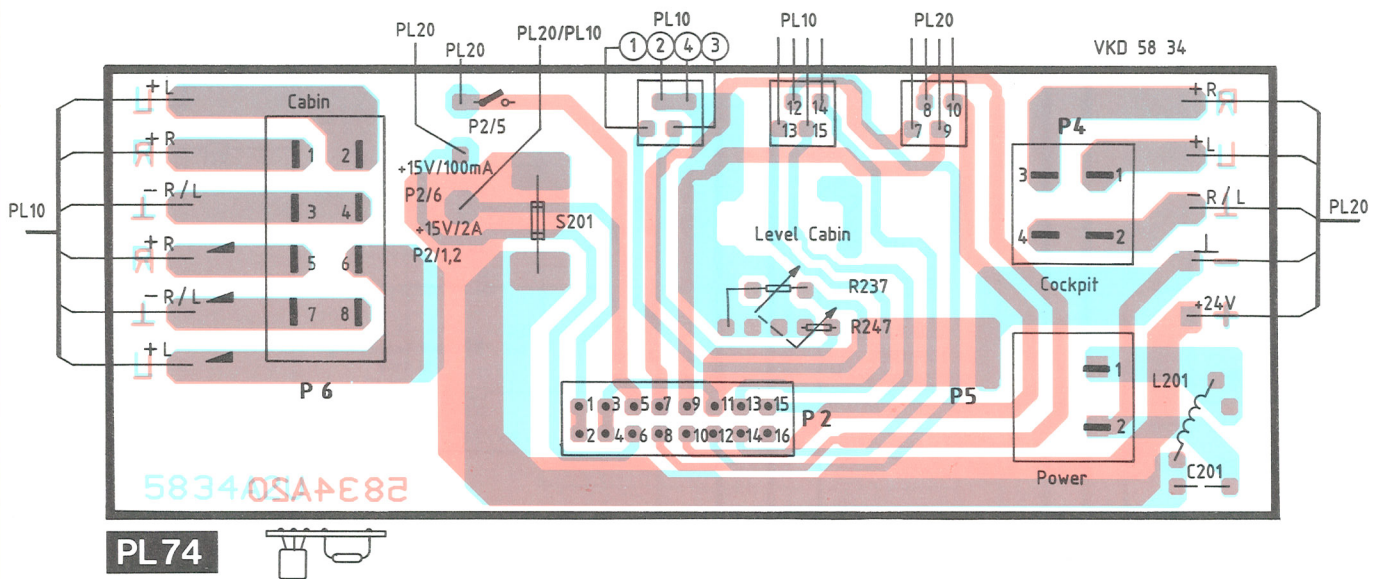 PL20
PL20
PL20/PL10
PL10
1 2 4 3
PL10
PL20
VKD 58 34
+L
Cabin
P2/5
12 14
13 15
8 10
7 9
P4
+R
+R
1 2
+15V/100mA
3 1
+L
-R/L
3 4
P2/6
+15V/2A
S201
Level Cabin
4 2
-R/L
PL10
PL20
+R
5 6
P2/1,2
Cockpit
⊥
-R/L
7 8
R237
R247
+24V
+L
P 6
1 3 5 7 9 11 13 15
2 4 6 8 10 12 14 16
P2
P5
1
2
L201
Power
C201
5834A20
5834A20
PL74